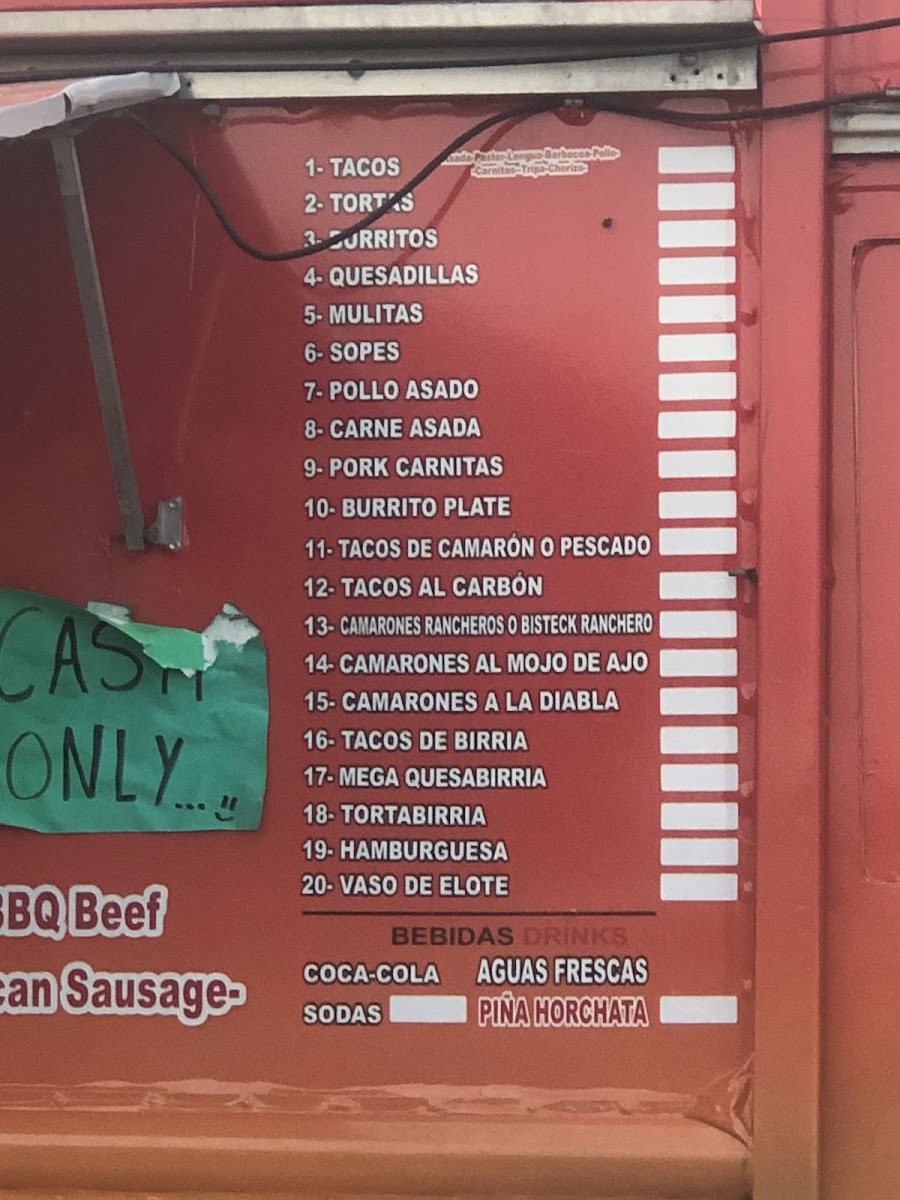 1- TACOS
Asada-Pastor-Lengua-Barbacoa-Pollo-
-Carnitas-Tripa-Chorizo-
2- TORTAS
3- BURRITOS
4- QUESADILLAS
5- MULITAS
6- SOPES
7- POLLO ASADO
8- CARNE ASADA
9- PORK CARNITAS
10- BURRITO PLATE
11- TACOS DE CAMARÓN O PESCADO
12- TACOS AL CARBÓN
13- CAMARONES RANCHEROS O BISTECK RANCHERO
14- CAMARONES AL MOJO DE AJO
15- CAMARONES A LA DIABLA
16- TACOS DE BIRRIA
17- MEGA QUESABIRRIA
18- TORTABIRRIA
19- HAMBURGUESA
20- VASO DE ELOTE
BEBIDAS DRINKS
COCA-COLA AGUAS FRESCAS
SODAS PIÑA HORCHATA
CASH
ONLY...
BBQ Beef
can Sausage-